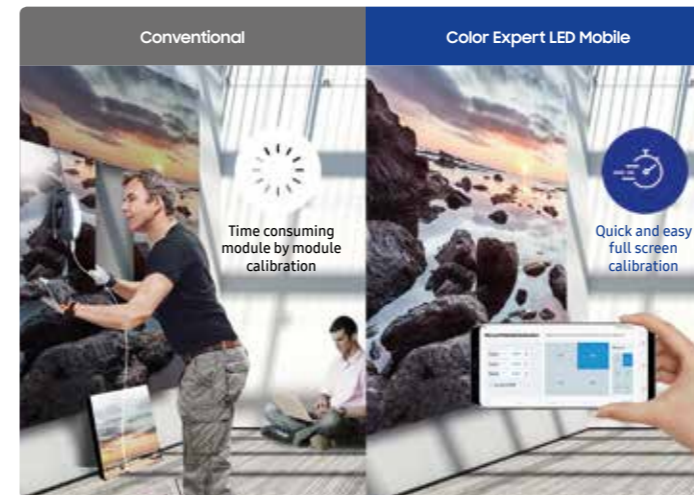 Conventional
Color Expert LED Mobile
Time consuming
module by module
calibration
Quick and easy
full screen
calibration